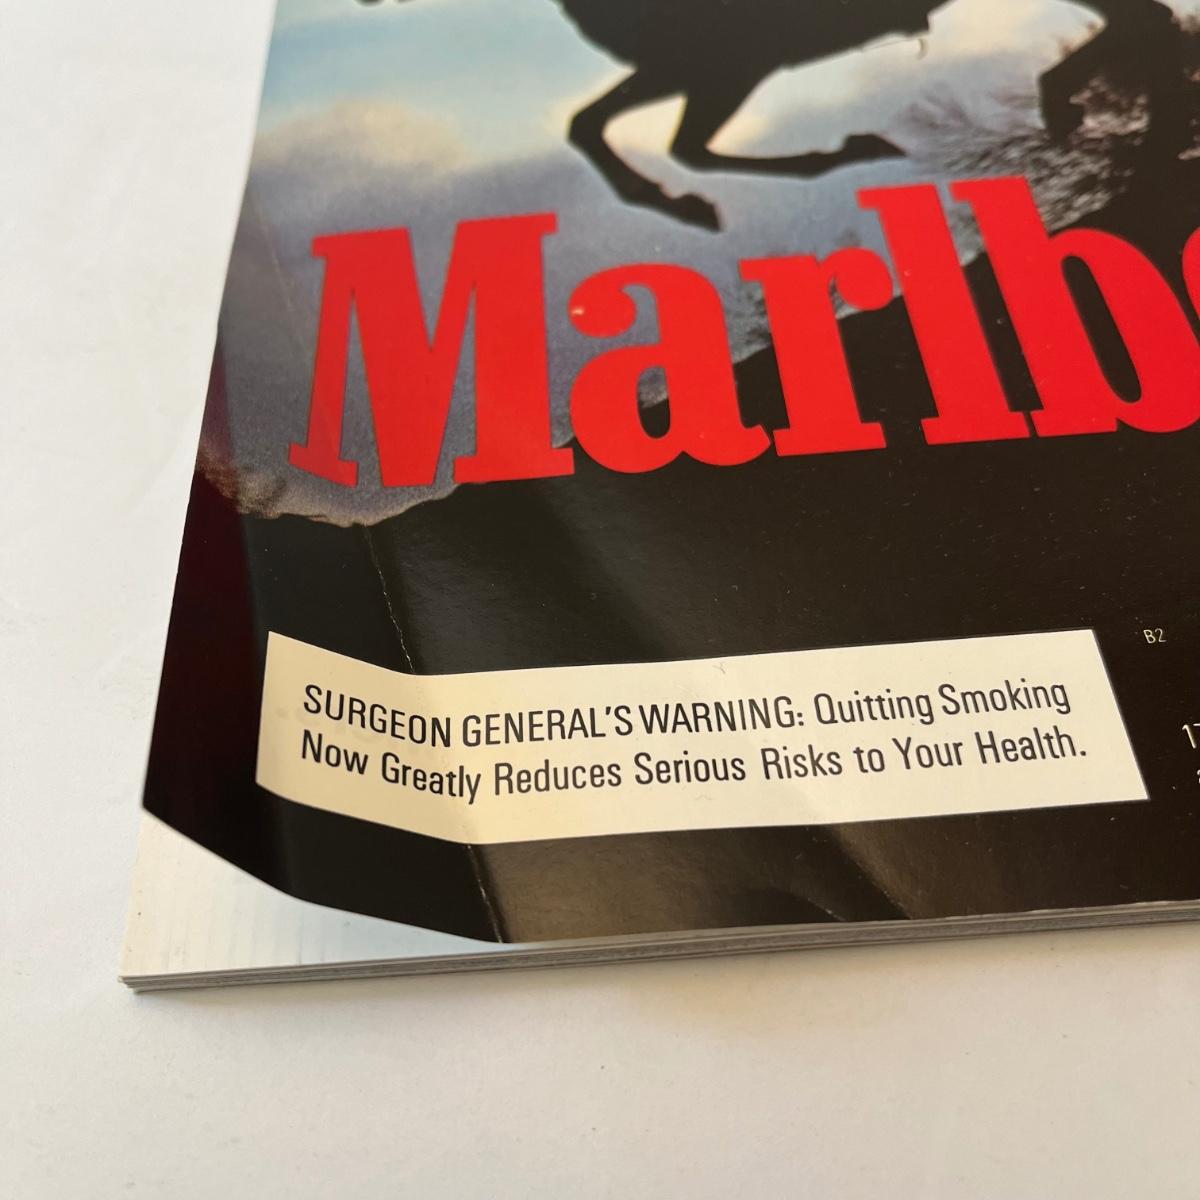 Marlb
B2
SURGEON GENERAL'S WARNING: Quitting Smoking
Now Greatly Reduces Serious Risks to Your Health.